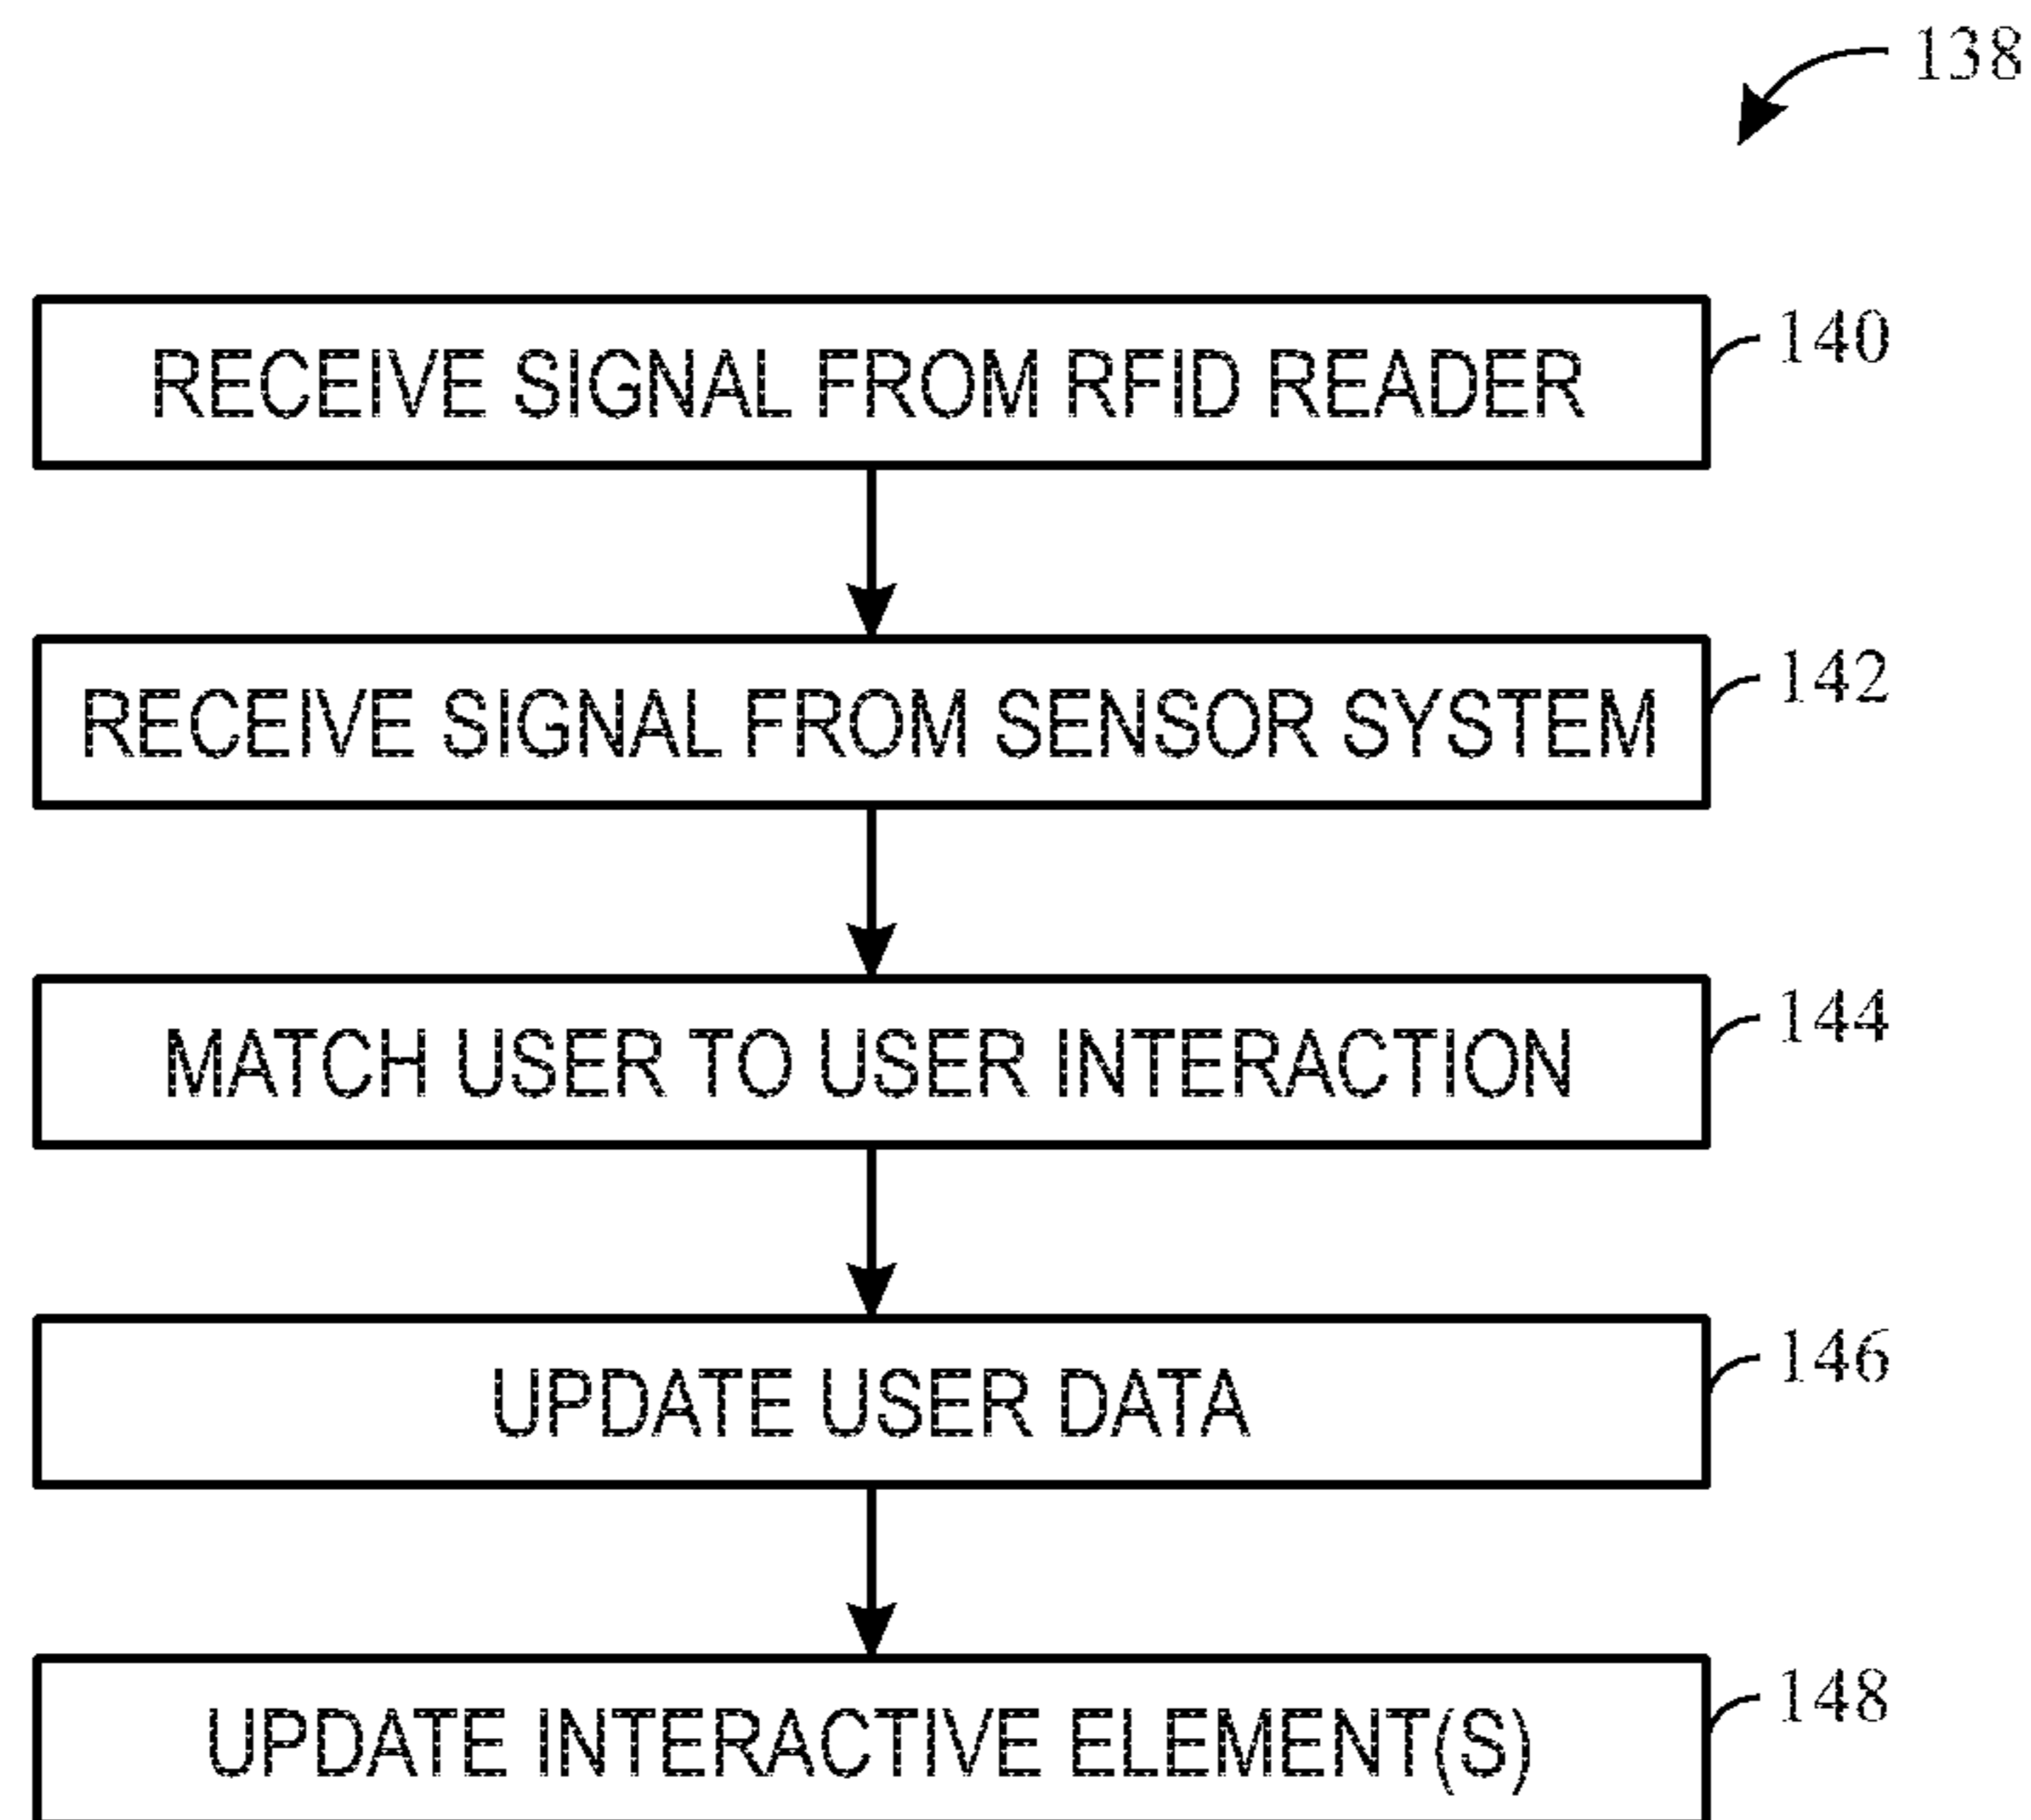 138
RECEIVE SIGNAL FROM RFID READER
140
RECEIVE SIGNAL FROM SENSOR SYSTEM
142
MATCH USER TO USER INTERACTION
144
UPDATE USER DATA
146
UPDATE INTERACTIVE ELEMENT(S)
148